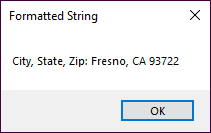 Formatted String
City, State, Zip: Fresno, CA 93722
OK